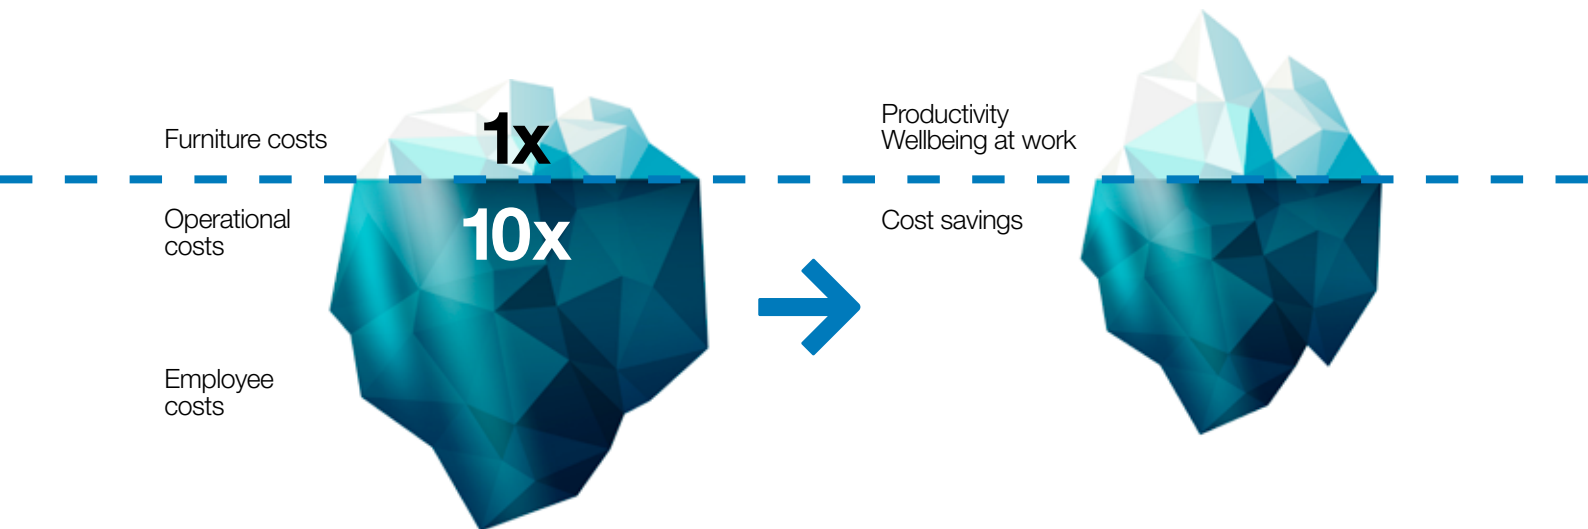 Furniture costs
1x
Operational
costs
10x
Employee
costs
Productivity
Wellbeing at work
Cost savings